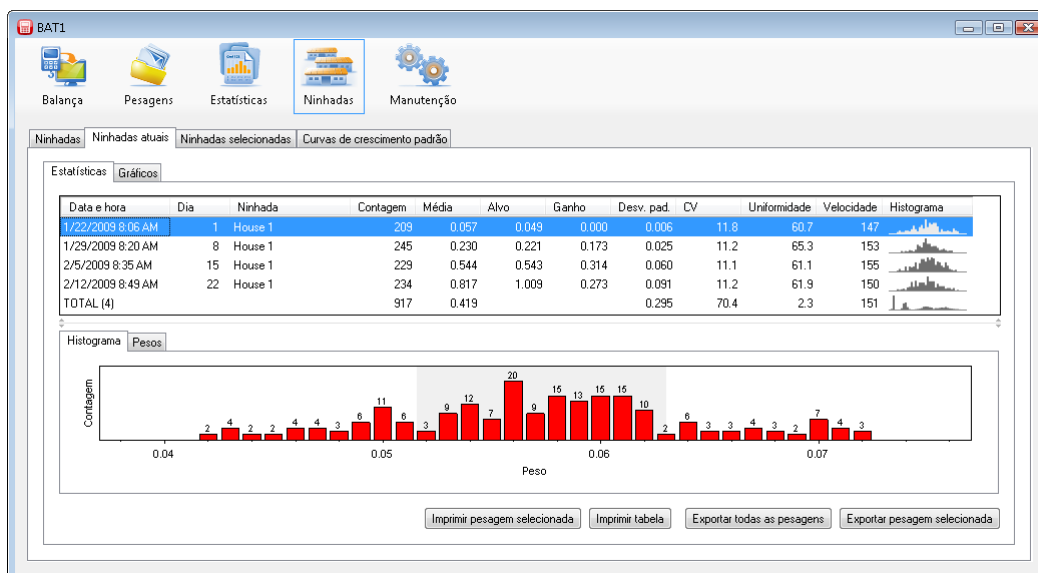 BAT1
Balança Pesagens Estatísticas Ninhadas Manutenção
Ninhadas Ninhadas atuais Ninhadas selecionadas Curvas de crescimento padrão
Estatísticas Gráficos
Data e hora Dia Ninhada Contagem Média Alvo Ganho Desv. pad. CV Uniformidade Velocidade Histograma
1/22/2009 8:06 AM 1 House 1 209 0.057 0.049 0.000 0.006 11.8 60.7 147
1/29/2009 8:20 AM 8 House 1 245 0.230 0.221 0.173 0.025 11.2 65.3 153
2/5/2009 8:35 AM 15 House 1 229 0.544 0.543 0.314 0.060 11.1 61.1 155
2/12/2009 8:49 AM 22 House 1 234 0.817 1.009 0.273 0.091 11.2 61.9 150
TOTAL (4) 917 0.419 0.295 70.4 2.3 151
Histograma Pesos
Contagem
2 4 2 2 4 4 3 6 11 6 3 9 12 7 20 9 15 13 15 15 10 2 6 3 3 4 3 2 7 4 3
0.04 0.05 0.06 0.07
Peso
Imprimir pesagem selecionada Imprimir tabela Exportar todas as pesagens Exportar pesagem selecionada